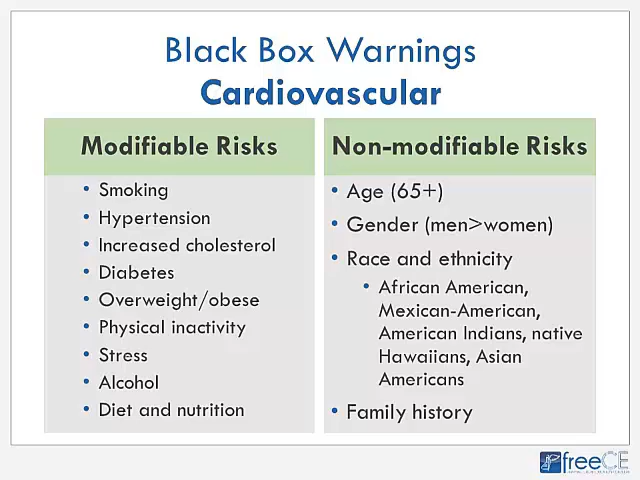 Black Box Warnings
Cardiovascular
Modifiable Risks
• Smoking
• Hypertension
• Increased cholesterol
• Diabetes
• Overweight/obese
• Physical inactivity
• Stress
• Alcohol
• Diet and nutrition
Non-modifiable Risks
• Age (65+)
• Gender (men>women)
• Race and ethnicity
• African American,
Mexican-American,
American Indians, native
Hawaiians, Asian
Americans
• Family history
freeCE